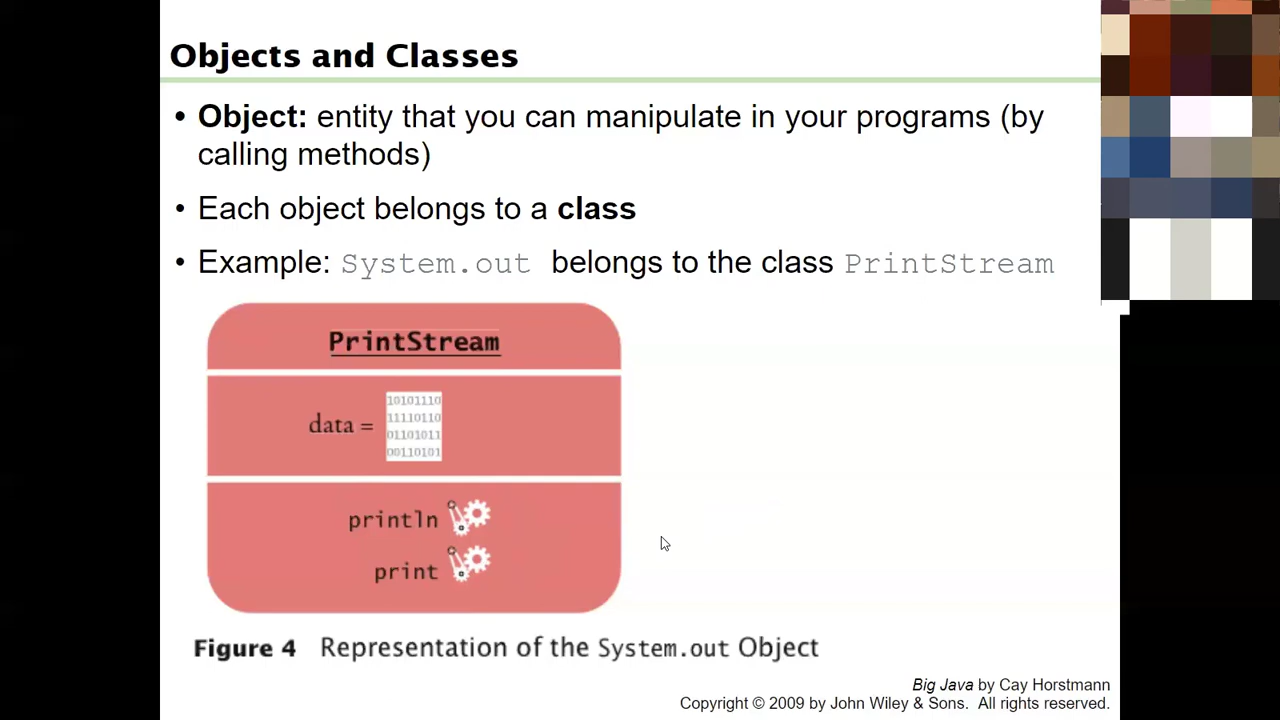 Objects and Classes
• Object: entity that you can manipulate in your programs (by
calling methods)
• Each object belongs to a class
• Example: System.out belongs to the class PrintStream
PrintStream
data =
10101110
11110110
01101011
00110101
println
print
Figure 4 Representation of the System.out Object
Big Java by Cay Horstmann
Copyright © 2009 by John Wiley & Sons. All rights reserved.